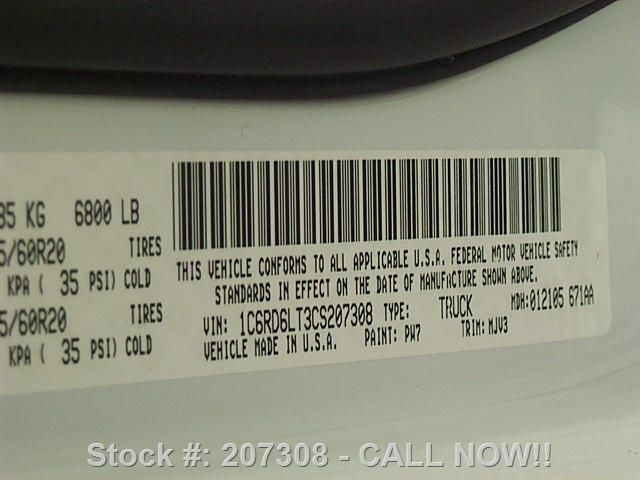 85 KG 6800 LB
5/60R20 TIRES
KPA ( 35 PSI) COLD
5/60R20 TIRES
KPA ( 35 PSI) COLD
THIS VEHICLE CONFORMS TO ALL APPLICABLE U.S.A. FEDERAL MOTOR VEHICLE SAFETY
STANDARDS IN EFFECT ON THE DATE OF MANUFACTURE SHOWN ABOVE.
VIN: 1C6RD6LT3CS207308 TYPE: TRUCK MDH:012105 671AA
VEHICLE MADE IN U.S.A. PAINT: PW7 TRIM: MJV3
Stock #: 207308 - CALL NOW!!